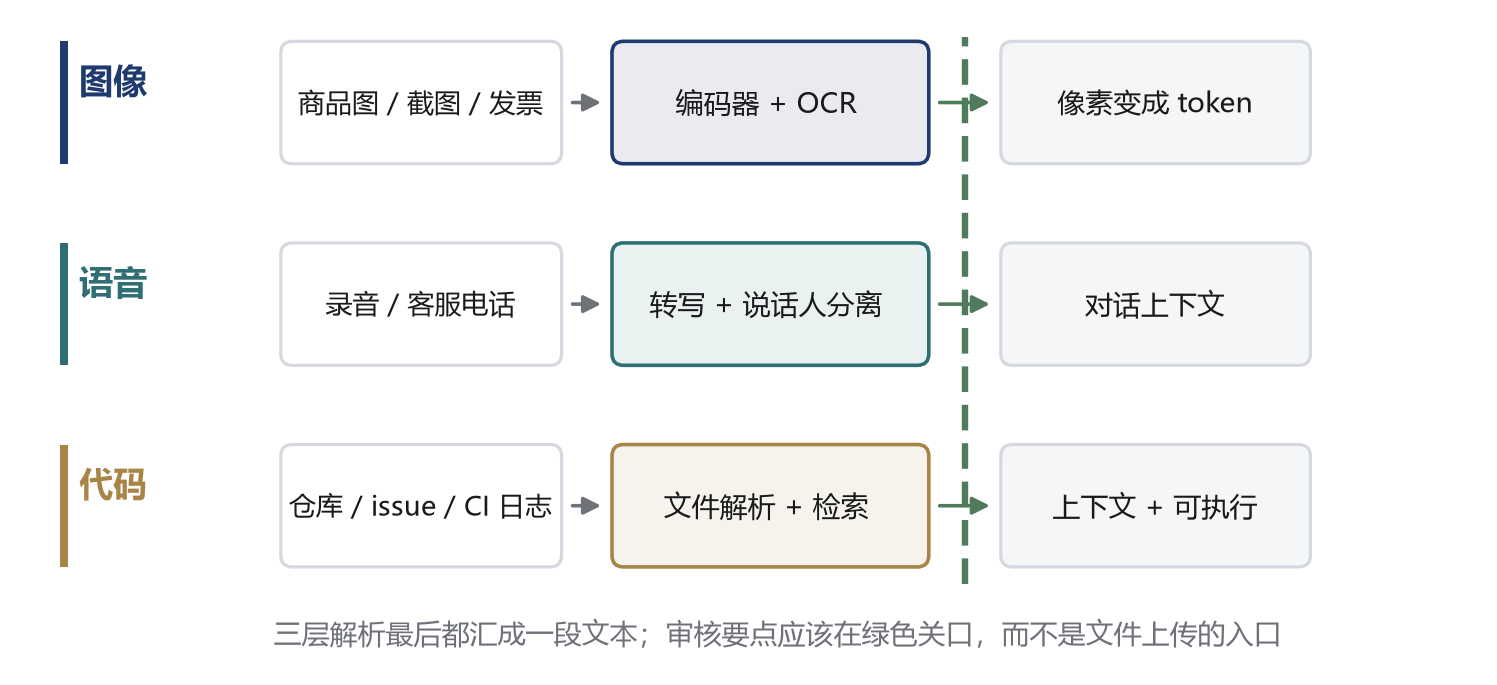 图像
商品图 / 截图 / 发票
编码器 + OCR
像素变成 token
语音
录音 / 客服电话
转写 + 说话人分离
对话上下文
代码
仓库 / issue / CI 日志
文件解析 + 检索
上下文 + 可执行
三层解析最后都汇成一段文本；审核要点应该在绿色关口，而不是文件上传的入口